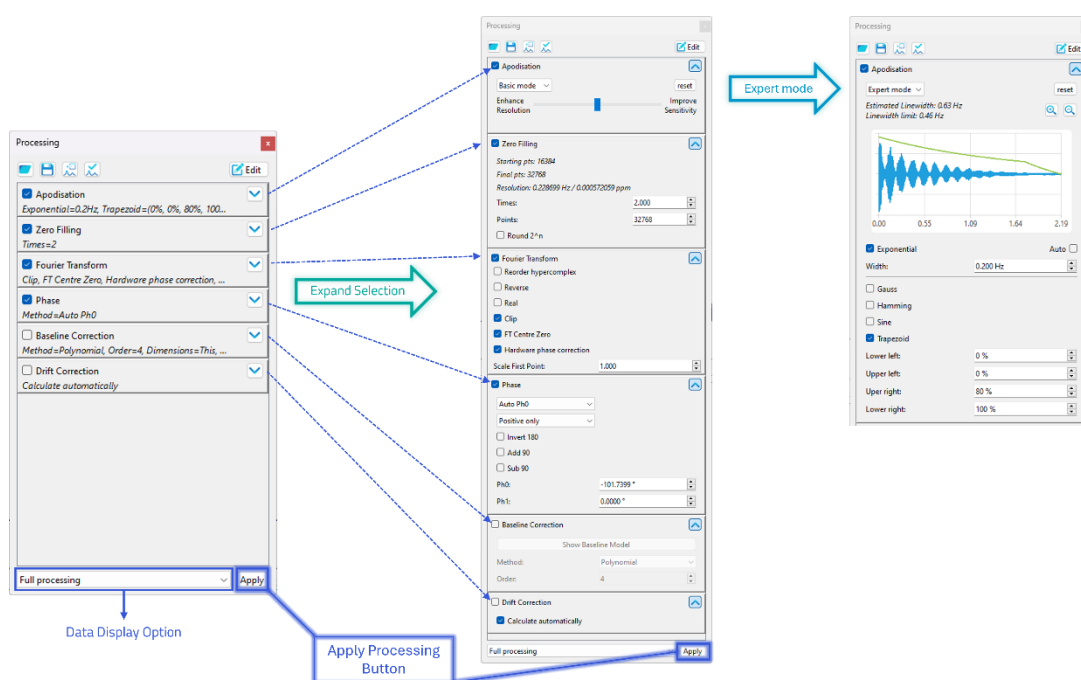 Processing
Edit
Apodisation
Exponential=0.2Hz, Trapezoid=(0%, 0%, 80%, 100...
Zero Filling
Times=2
Fourier Transform
Clip, FT Centre Zero, Hardware phase correction, ...
Phase
Method=Auto Ph0
Baseline Correction
Method=Polynomial, Order=4, Dimensions=This, ...
Drift Correction
Calculate automatically
Full processing
Apply
Data Display Option
Apply Processing
Button
Expand Selection
Processing
Edit
Apodisation
Basic mode
reset
Enhance
Resolution
Improve
Sensitivity
Zero Filling
Starting pts: 16384
Final pts: 32768
Resolution: 0.228699 Hz / 0.000572059 ppm
Times: 2.000
Points: 32768
Round 2^n
Fourier Transform
Reorder hypercomplex
Reverse
Real
Clip
FT Centre Zero
Hardware phase correction
Scale First Point: 1.000
Phase
Auto Ph0
Positive only
Invert 180
Add 90
Sub 90
Ph0: -101.7399 °
Ph1: 0.0000 °
Baseline Correction
Show Baseline Model
Method: Polynomial
Order: 4
Drift Correction
Calculate automatically
Full processing
Apply
Expert mode
Processing
Edit
Apodisation
Expert mode
reset
Estimated Linewidth: 0.63 Hz
Linewidth limit: 0.46 Hz
0.00 0.55 1.09 1.64 2.19
Exponential
Auto
Width: 0.200 Hz
Gauss
Hamming
Sine
Trapezoid
Lower left: 0 %
Upper left: 0 %
Uper right: 80 %
Lower right: 100 %